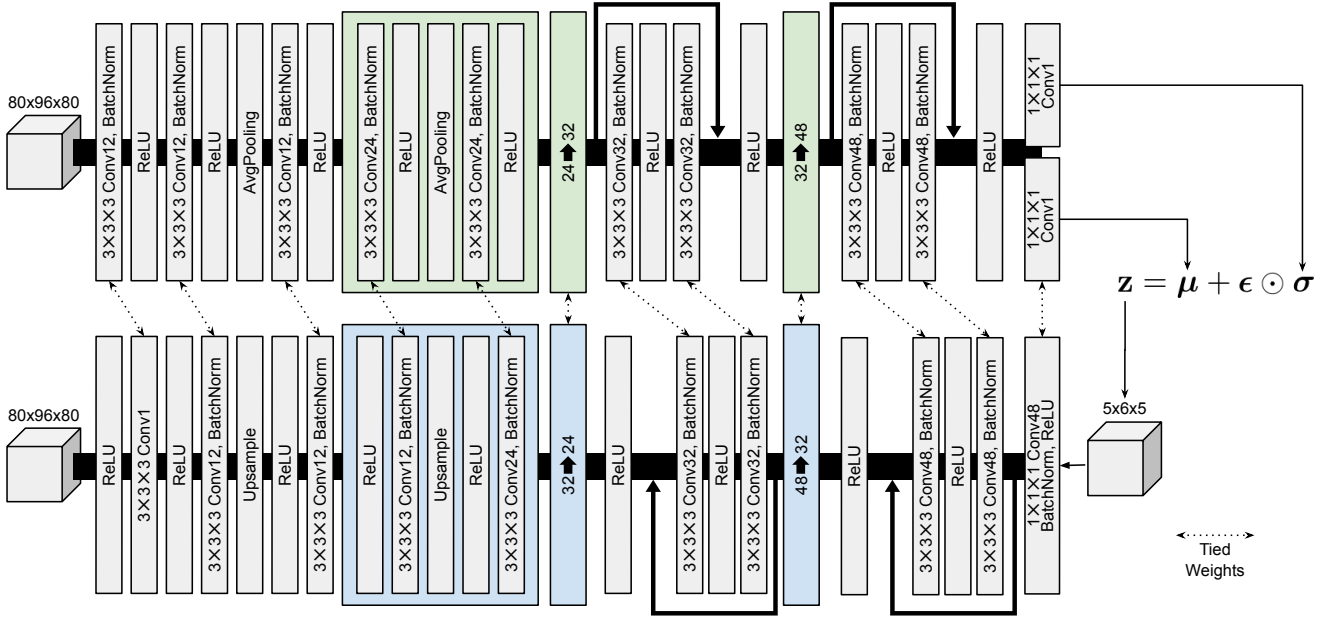 80x96x80
3×3×3 Conv12, BatchNorm
ReLU
3×3×3 Conv12, BatchNorm
ReLU
AvgPooling
3×3×3 Conv12, BatchNorm
ReLU
3×3×3 Conv24, BatchNorm
ReLU
AvgPooling
3×3×3 Conv24, BatchNorm
ReLU
24 🡆 32
3×3×3 Conv32, BatchNorm
ReLU
3×3×3 Conv32, BatchNorm
ReLU
32 🡆 48
3×3×3 Conv48, BatchNorm
ReLU
3×3×3 Conv48, BatchNorm
ReLU
1×1×1
Conv1
1×1×1
Conv1
z = μ + ϵ ⊙ σ
80x96x80
ReLU
3×3×3 Conv1
ReLU
3×3×3 Conv12, BatchNorm
Upsample
ReLU
3×3×3 Conv12, BatchNorm
ReLU
3×3×3 Conv12, BatchNorm
Upsample
ReLU
3×3×3 Conv24, BatchNorm
32 🡆 24
ReLU
3×3×3 Conv32, BatchNorm
ReLU
3×3×3 Conv32, BatchNorm
48 🡆 32
ReLU
3×3×3 Conv48, BatchNorm
ReLU
3×3×3 Conv48, BatchNorm
1×1×1 Conv48
BatchNorm, ReLU
5x6x5
Tied
Weights